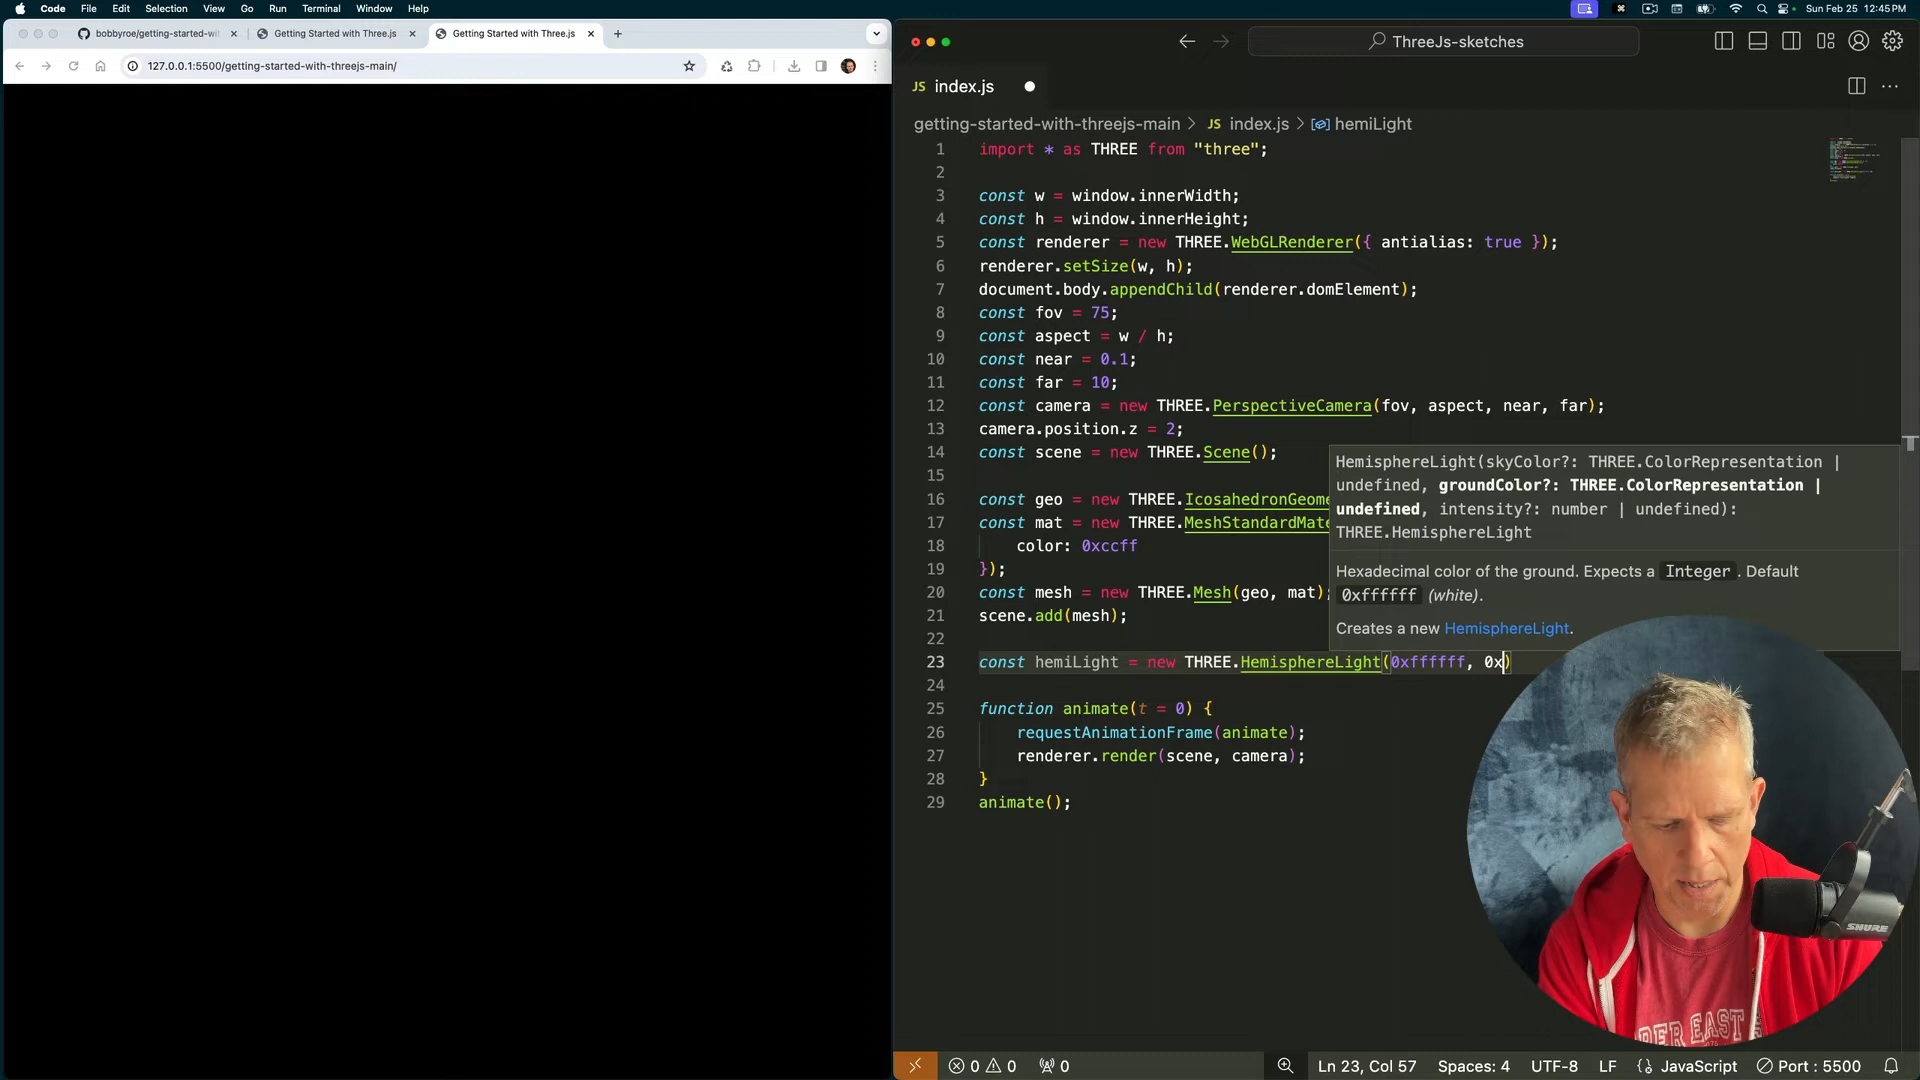 Code File Edit Selection View Go Run Terminal Window Help
Sun Feb 25 12:45 PM
bobbyroe/getting-started-wit
Getting Started with Three.js
Getting Started with Three.js
127.0.0.1:5500/getting-started-with-threejs-main/
ThreeJs-sketches
JS index.js
getting-started-with-threejs-main > JS index.js > hemiLight
1 import * as THREE from "three";
2
3 const w = window.innerWidth;
4 const h = window.innerHeight;
5 const renderer = new THREE.WebGLRenderer({ antialias: true });
6 renderer.setSize(w, h);
7 document.body.appendChild(renderer.domElement);
8 const fov = 75;
9 const aspect = w / h;
10 const near = 0.1;
11 const far = 10;
12 const camera = new THREE.PerspectiveCamera(fov, aspect, near, far);
13 camera.position.z = 2;
14 const scene = new THREE.Scene();
15
16 const geo = new THREE.IcosahedronGeome
17 const mat = new THREE.MeshStandardMate
18 color: 0xccff
19 });
20 const mesh = new THREE.Mesh(geo, mat);
21 scene.add(mesh);
22
23 const hemiLight = new THREE.HemisphereLight(0xffffff, 0x)
24
25 function animate(t = 0) {
26 requestAnimationFrame(animate);
27 renderer.render(scene, camera);
28 }
29 animate();
HemisphereLight(skyColor?: THREE.ColorRepresentation |
undefined, groundColor?: THREE.ColorRepresentation |
undefined, intensity?: number | undefined):
THREE.HemisphereLight
Hexadecimal color of the ground. Expects a Integer. Default
0xffffff (white).
Creates a new HemisphereLight.
SHURE
PER EAST
0 0 0
Ln 23, Col 57 Spaces: 4 UTF-8 LF {} JavaScript Port : 5500